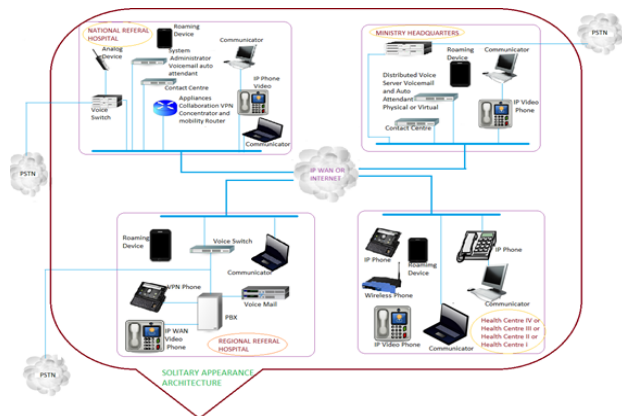 NATIONAL REFERAL
HOSPITAL
Roaming
Device
Communicator
Analog
Device
System
Administrator
Voicemail auto
attendant
Contact Centre
IP Phone
Video
Appliances
Collaboration VPN
Concentrator and
mobility Router
Voice
Switch
Communicator
PSTN
MINISTRY HEADQUARTERS
Roaming
Device
Communicator
PSTN
Distributed Voice
Server Voicemail
and Auto
Attendant
Physical or Virtual
IP Video
Phone
Contact Centre
IP WAN OR
INTERNET
Roaming
Device
Voice Switch
Communicator
VPN Phone
Voice Mail
PBX
IP WAN
Video
Phone
REGIONAL REFERAL
HOSPITAL
PSTN
IP Phone
Roaming
Device
IP Phone
Wireless Phone
Communicator
IP Video Phone
Communicator
Health Centre IV or
Health Centre III or
Health Centre II or
Health Centre I
SOLITARY APPEARANCE
ARCHITECTURE